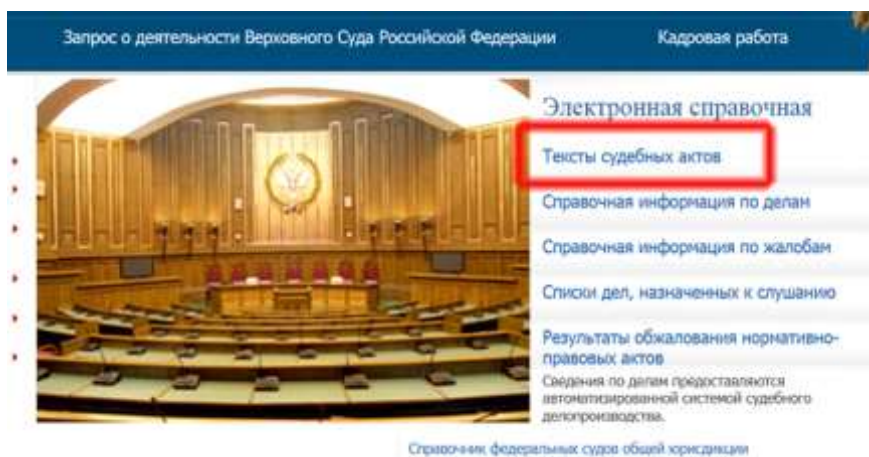 Запрос о деятельности Верховного Суда Российской Федерации
Кадровая работа
Электронная справочная
Тексты судебных актов
Справочная информация по делам
Справочная информация по жалобам
Списки дел, назначенных к слушанию
Результаты обжалования нормативно-
правовых актов
Сведения по делам предоставляются
автоматизированной системой судебного
делопроизводства.
Справочник федеральных судов общей юрисдикции